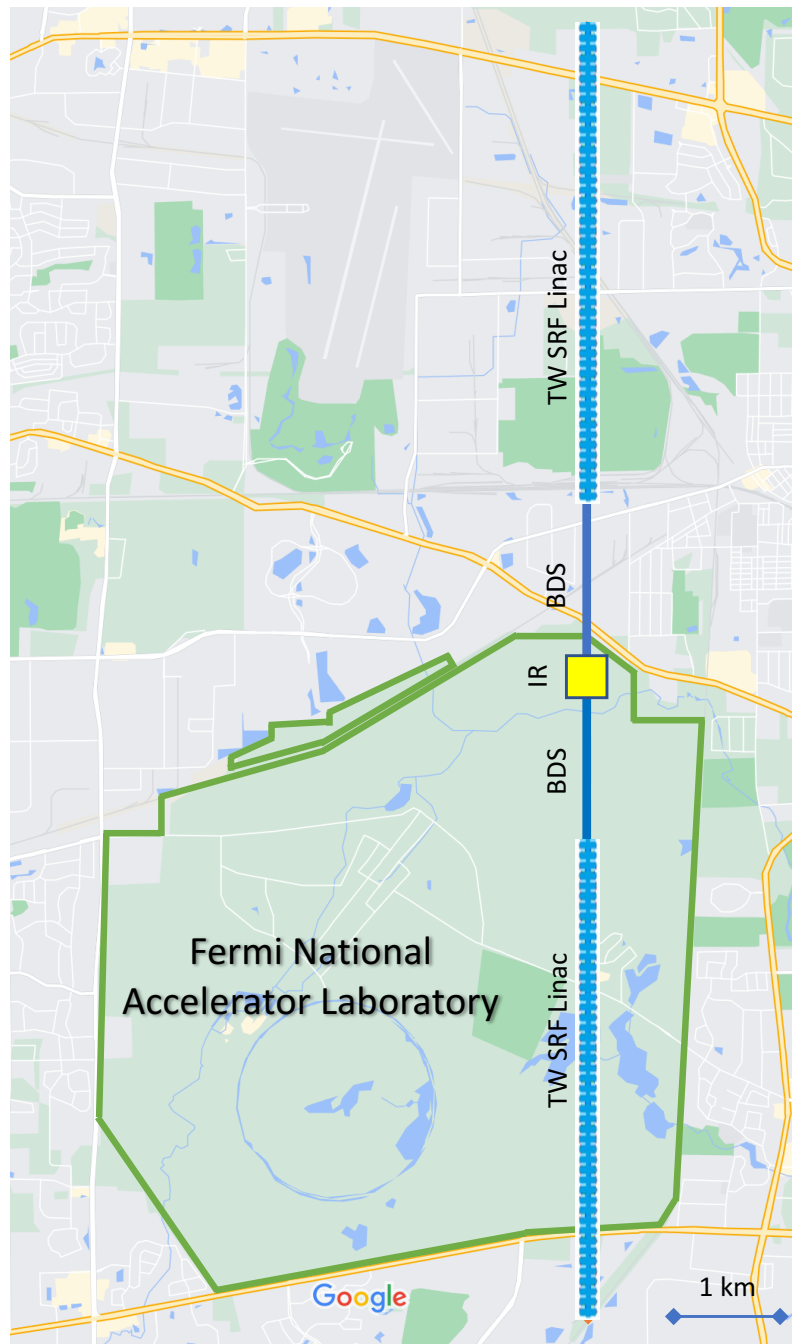 TW SRF Linac
BDS
IR
BDS
Fermi National
Accelerator Laboratory
TW SRF Linac
Google
1 km